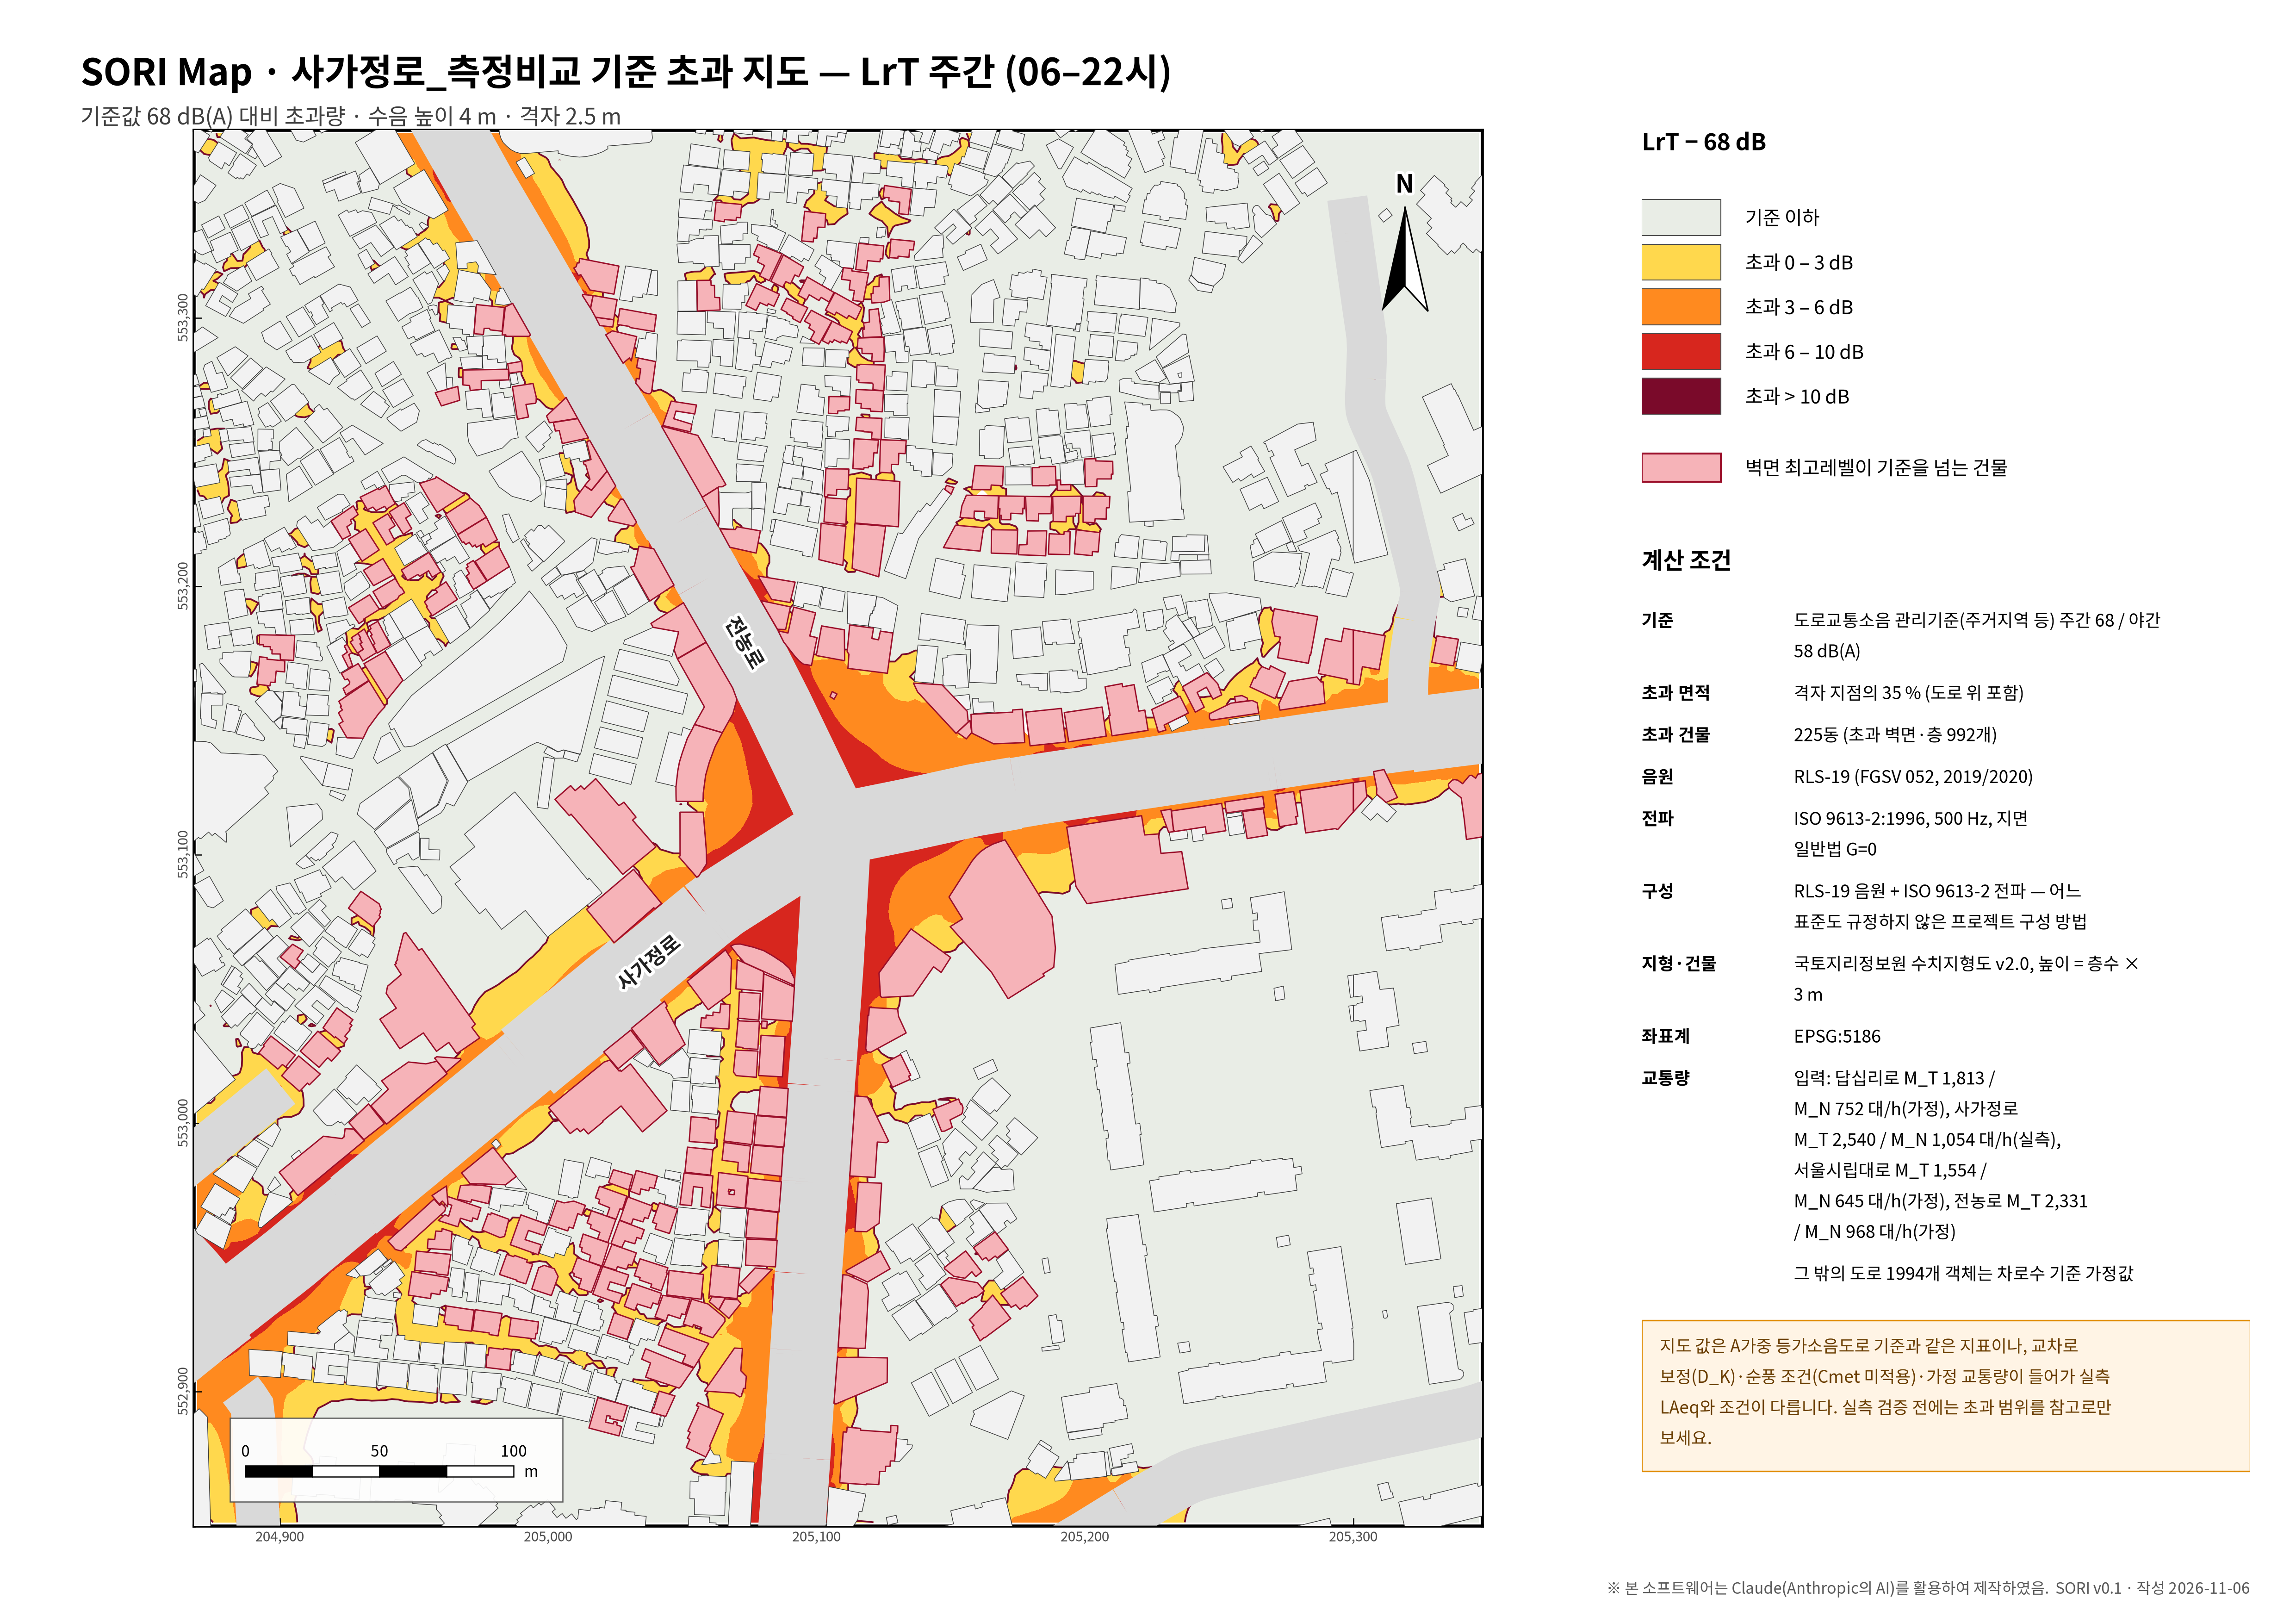 SORI Map · 사가정로_측정비교 기준 초과 지도 — LrT 주간 (06–22시)
기준값 68 dB(A) 대비 초과량 · 수음 높이 4 m · 격자 2.5 m
N
전농로
사가정로
553,300
553,200
553,100
553,000
552,900
0 50 100
m
204,900 205,000 205,100 205,200 205,300
LrT − 68 dB
기준 이하
초과 0 – 3 dB
초과 3 – 6 dB
초과 6 – 10 dB
초과 > 10 dB
벽면 최고레벨이 기준을 넘는 건물
계산 조건
기준 도로교통소음 관리기준(주거지역 등) 주간 68 / 야간
58 dB(A)
초과 면적 격자 지점의 35 % (도로 위 포함)
초과 건물 225동 (초과 벽면·층 992개)
음원 RLS-19 (FGSV 052, 2019/2020)
전파 ISO 9613-2:1996, 500 Hz, 지면
일반법 G=0
구성 RLS-19 음원 + ISO 9613-2 전파 — 어느
표준도 규정하지 않은 프로젝트 구성 방법
지형·건물 국토지리정보원 수치지형도 v2.0, 높이 = 층수 ×
3 m
좌표계 EPSG:5186
교통량 입력: 답십리로 M_T 1,813 /
M_N 752 대/h(가정), 사가정로
M_T 2,540 / M_N 1,054 대/h(실측),
서울시립대로 M_T 1,554 /
M_N 645 대/h(가정), 전농로 M_T 2,331
/ M_N 968 대/h(가정)
그 밖의 도로 1994개 객체는 차로수 기준 가정값
지도 값은 A가중 등가소음도로 기준과 같은 지표이나, 교차로
보정(D_K)·순풍 조건(Cmet 미적용)·가정 교통량이 들어가 실측
LAeq와 조건이 다릅니다. 실측 검증 전에는 초과 범위를 참고로만
보세요.
※ 본 소프트웨어는 Claude(Anthropic의 AI)를 활용하여 제작하였음. SORI v0.1 · 작성 2026-11-06